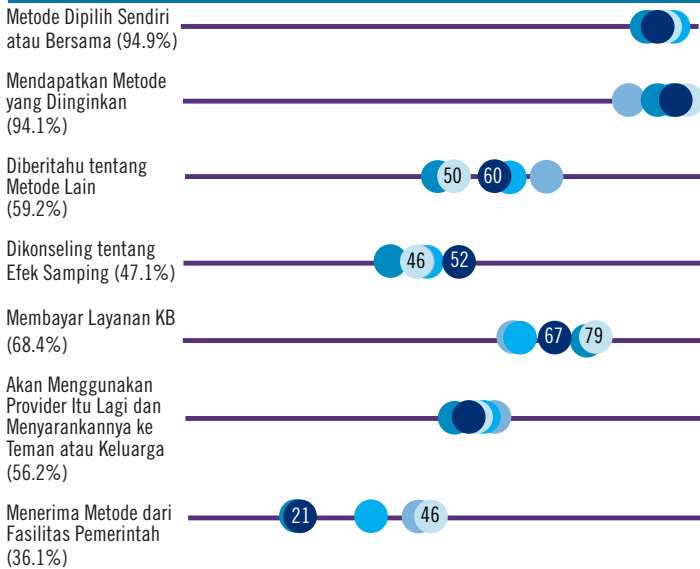 Metode Dipilih Sendiri
atau Bersama (94.9%)
Mendapatkan Metode
yang Diinginkan
(94.1%)
Diberitahu tentang
Metode Lain
(59.2%)
50 60
Dikonseling tentang
Efek Samping (47.1%)
46 52
Membayar Layanan KB
(68.4%)
67 79
Akan Menggunakan
Provider Itu Lagi dan
Menyarankannya ke
Teman atau Keluarga
(56.2%)
Menerima Metode dari
Fasilitas Pemerintah
(36.1%)
21 46